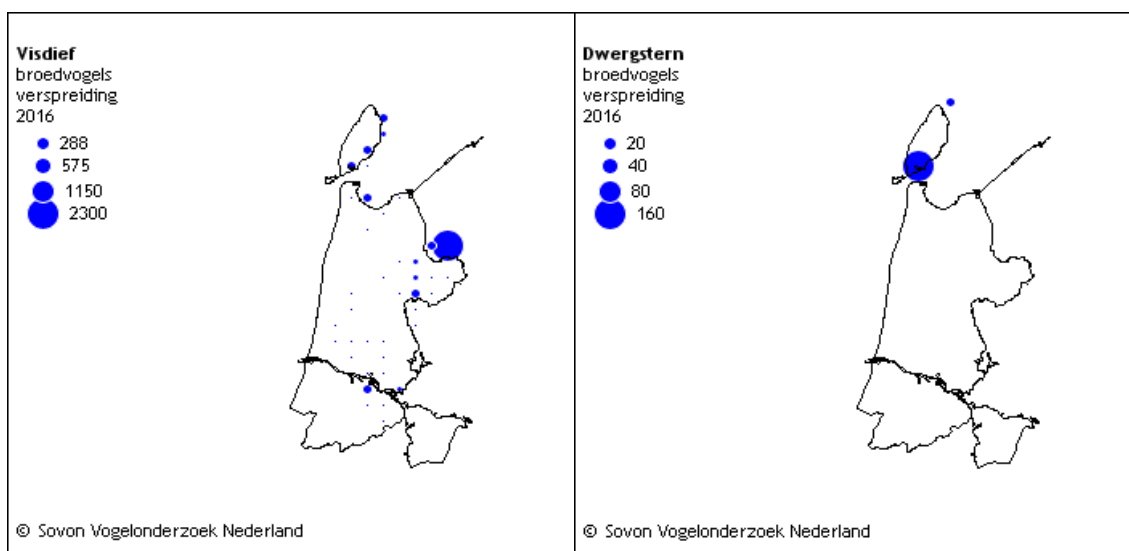 Visdief
broedvogels
verspreiding
2016
288
575
1150
2300
© Sovon Vogelonderzoek Nederland
Dwergstern
broedvogels
verspreiding
2016
20
40
80
160
© Sovon Vogelonderzoek Nederland